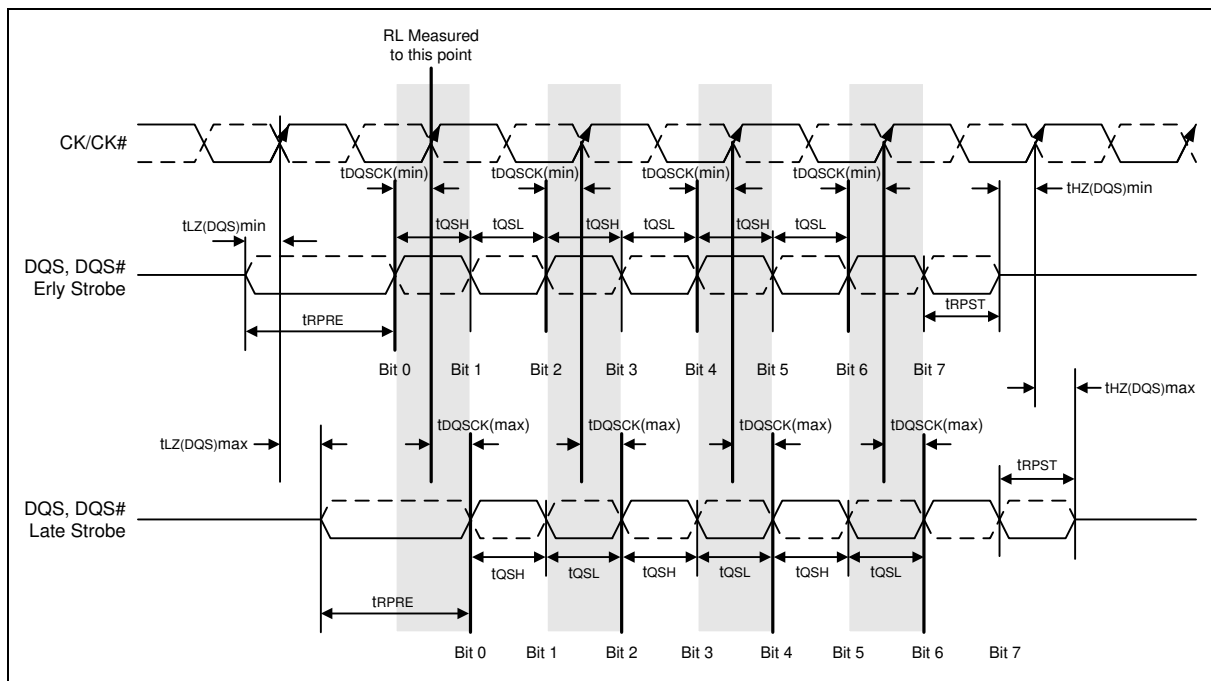 RL Measured
to this point
CK/CK#
tDQSCK(min) tDQSCK(min) tDQSCK(min) tDQSCK(min)
tHZ(DQS)min
tLZ(DQS)min
tQSH tQSL tQSH tQSL tQSH tQSL
DQS, DQS#
Erly Strobe
tRPRE
tRPST
Bit 0 Bit 1 Bit 2 Bit 3 Bit 4 Bit 5 Bit 6 Bit 7
tHZ(DQS)max
tDQSCK(max) tDQSCK(max) tDQSCK(max) tDQSCK(max)
tLZ(DQS)max
tRPST
DQS, DQS#
Late Strobe
tQSH tQSL tQSH tQSL tQSH tQSL
tRPRE
Bit 0 Bit 1 Bit 2 Bit 3 Bit 4 Bit 5 Bit 6 Bit 7